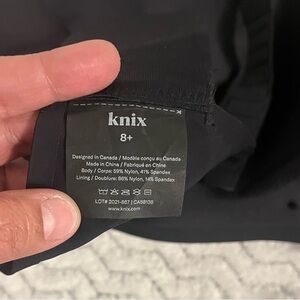 knix
8+
Designed in Canada / Modèle conçu au Canada
Made in China / Fabriqué en Chine
Body / Corps: 59% Nylon, 41% Spandex
Lining / Doublure: 86% Nylon, 14% Spandex
LOT# 2021-867 | CA59138
www.knix.com